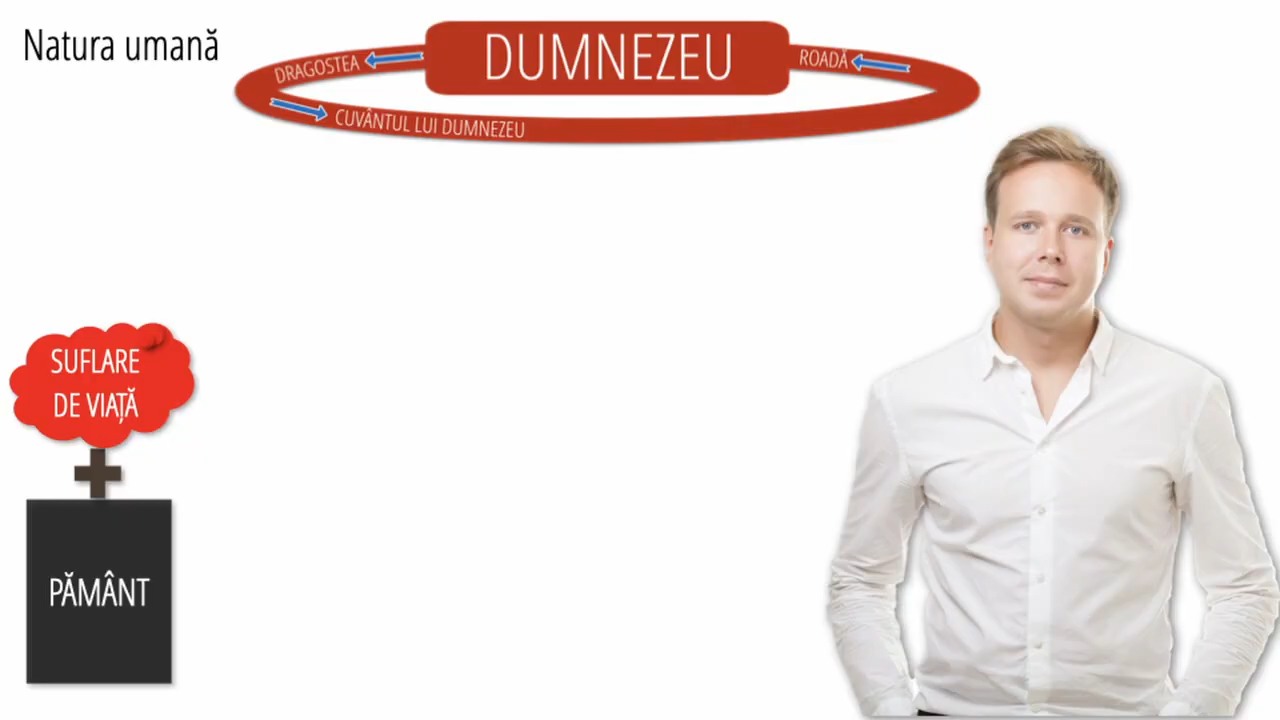 Natura umană
DUMNEZEU
DRAGOSTEA
ROADĂ
CUVÂNTUL LUI DUMNEZEU
SUFLARE
DE VIAȚĂ
PĂMÂNT